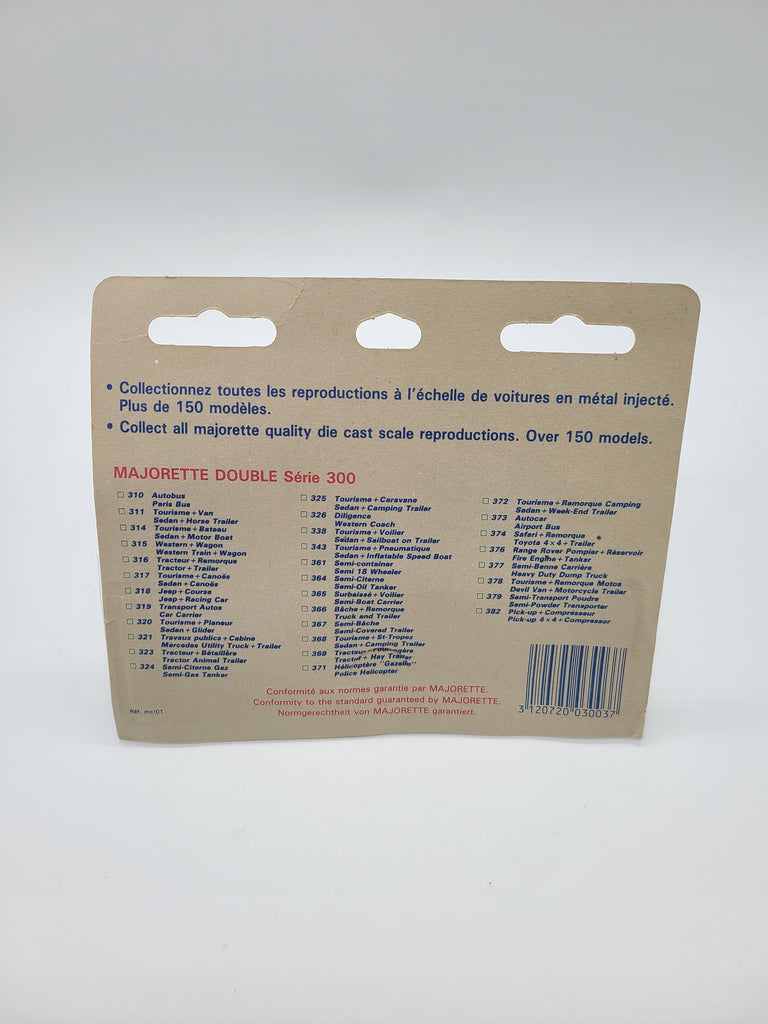 • Collectionnez toutes les reproductions à l'échelle de voitures en métal injecté.
Plus de 150 modèles.
• Collect all majorette quality die cast scale reproductions. Over 150 models.
MAJORETTE DOUBLE Série 300
310 Autobus
Paris Bus
311 Tourisme + Van
Sedan + Horse Trailer
314 Tourisme + Bateau
Sedan + Motor Boat
315 Western + Wagon
Western Train + Wagon
316 Tracteur + Remorque
Tractor + Trailer
317 Tourisme + Canoës
Sedan + Canoës
318 Jeep + Course
Jeep + Racing Car
319 Transport Autos
Car Carrier
320 Tourisme + Planeur
Sedan + Glider
321 Travaux publics + Cabine
Mercedes Utility Truck + Trailer
323 Tracteur + Bétaillère
Tractor Animal Trailer
324 Semi-Citerne Gaz
Semi-Gas Tanker
325 Tourisme + Caravane
Sedan + Camping Trailer
326 Diligence
Western Coach
338 Tourisme + Voilier
Sedan + Sailboat on Trailer
343 Tourisme + Pneumatique
Sedan + Inflatable Speed Boat
361 Semi-container
Semi 18 Wheeler
364 Semi-Citerne
Semi-Oil Tanker
365 Surbaissé + Voilier
Semi-Boat Carrier
366 Bâche + Remorque
Truck and Trailer
367 Semi-Bâche
Semi-Covered Trailer
368 Tourisme + St-Tropez
Sedan + Camping Trailer
369 Tracteur
Tractor + Hay Trailer
371 Hélicoptère "Gazelle"
Police Helicopter
372 Tourisme + Remorque Camping
Sedan + Week-End Trailer
373 Autocar
Airport Bus
374 Safari + Remorque
Toyota 4 x 4 + Trailer
376 Range Rover Pompier + Réservoir
Fire Engine + Tanker
377 Semi-Benne Carrière
Heavy Duty Dump Truck
378 Tourisme + Remorque Motos
Devil Van + Motorcycle Trailer
379 Semi-Transport Poudre
Semi-Powder Transporter
382 Pick-up + Compresseur
Pick-up 4 x 4 + Compressor
Conformité aux normes garantie par MAJORETTE.
Conformity to the standard guaranteed by MAJORETTE.
Normgerechtheit von MAJORETTE garantiert.
Réf. mc/01
3 120720 030037